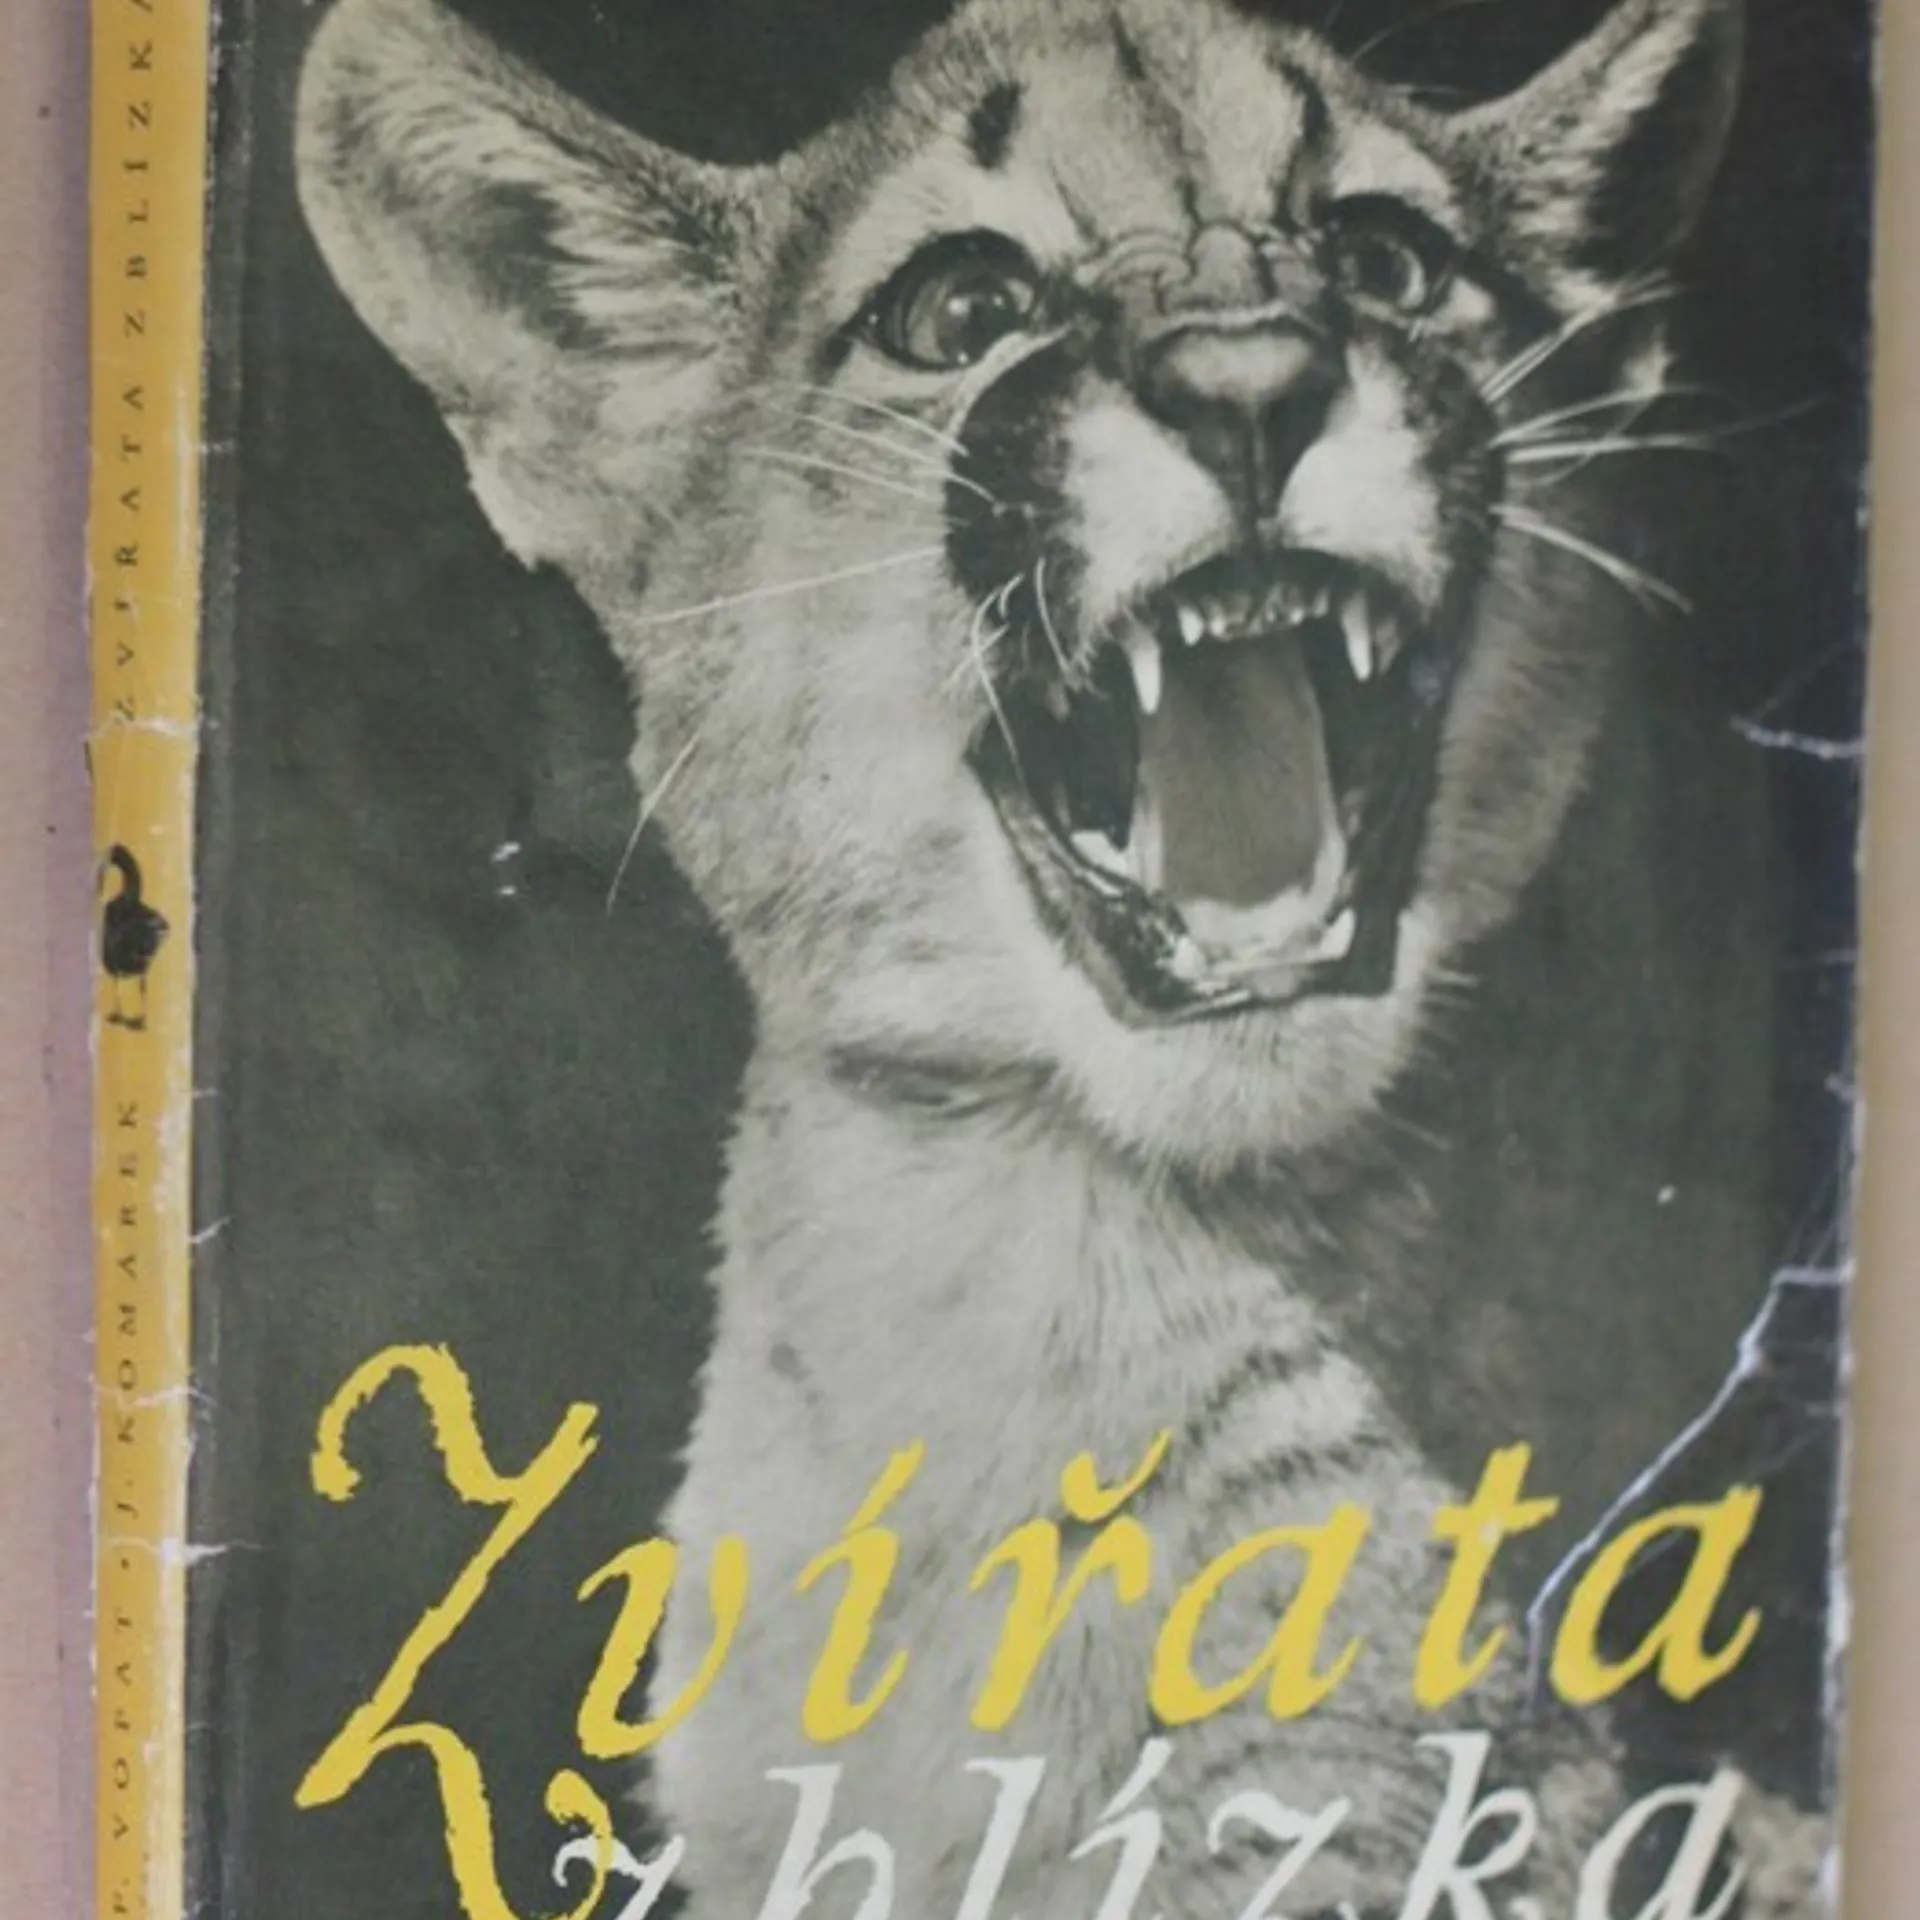 P. VOPAT • J. KOMÁREK ZVÍŘATA ZBLÍZKA
Zvířata
zblízka